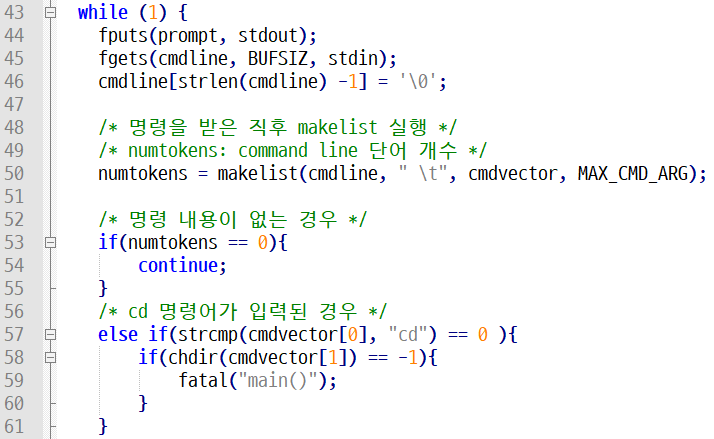 43 while (1) {
44 fputs(prompt, stdout);
45 fgets(cmdline, BUFSIZ, stdin);
46 cmdline[strlen(cmdline) -1] = '\0';
47
48 /* 명령을 받은 직후 makelist 실행 */
49 /* numtokens: command line 단어 개수 */
50 numtokens = makelist(cmdline, " \t", cmdvector, MAX_CMD_ARG);
51
52 /* 명령 내용이 없는 경우 */
53 if(numtokens == 0){
54 continue;
55 }
56 /* cd 명령어가 입력된 경우 */
57 else if(strcmp(cmdvector[0], "cd") == 0 ){
58 if(chdir(cmdvector[1]) == -1){
59 fatal("main()");
60 }
61 }